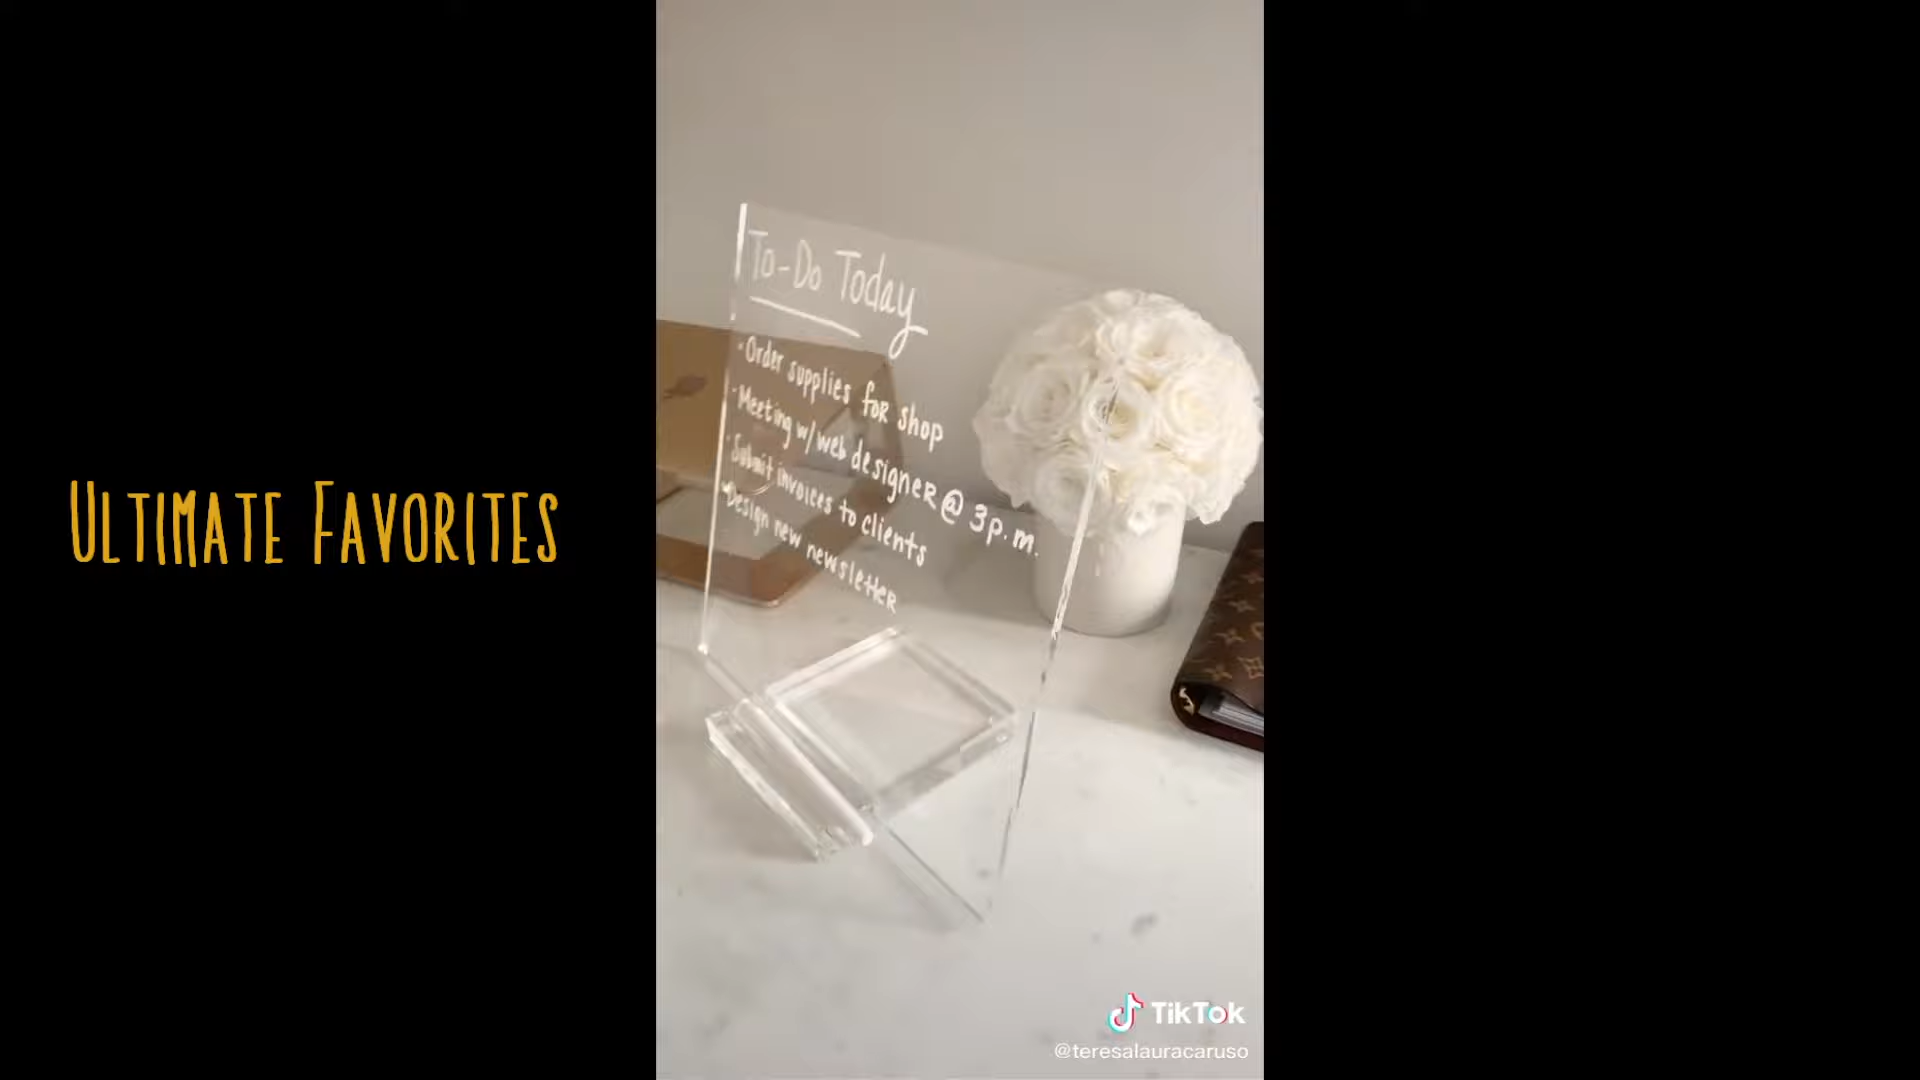 Ultimate Favorites
To-Do Today
·Order supplies for shop
·Meeting w/web designer @ 3p.m.
·Submit invoices to clients
·Design new newsletter
TikTok
@teresalauracaruso